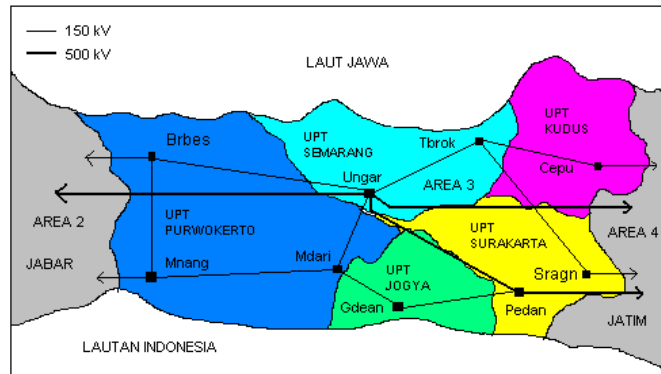 150 kV
500 kV
LAUT JAWA
UPT
KUDUS
Brbes
UPT
SEMARANG
Tbrok
Cepu
Ungar
AREA 3
AREA 2
UPT
PURWOKERTO
UPT
SURAKARTA
AREA 4
JABAR
Mnang
Mdari
UPT
JOGYA
Sragn
Gdean
Pedan
JATIM
LAUTAN INDONESIA